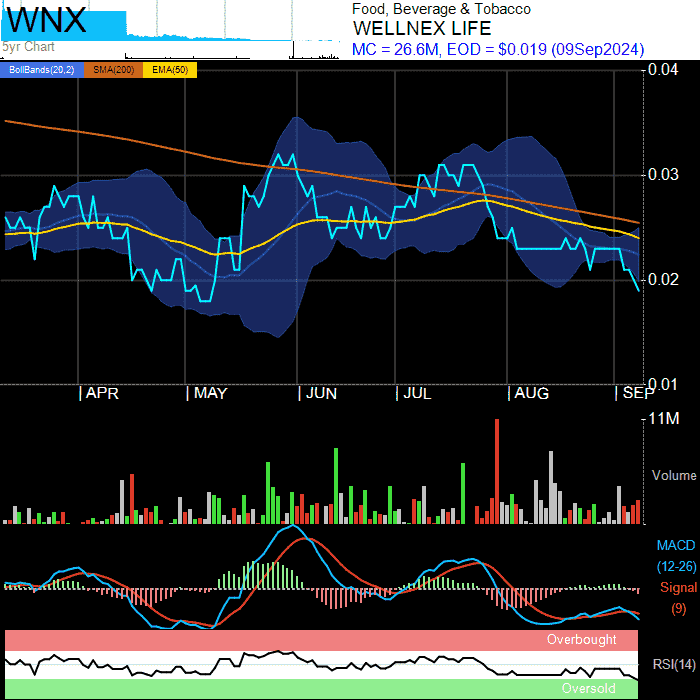 WNX
5yr Chart
Food, Beverage & Tobacco
WELLNEX LIFE
MC = 26.6M, EOD = $0.019 (09Sep2024)
BollBands(20,2) SMA(200) EMA(50)
0.04
0.03
0.02
0.01
APR MAY JUN JUL AUG SEP
11M
Volume
MACD
(12-26)
Signal
(9)
Overbought
RSI(14)
Oversold